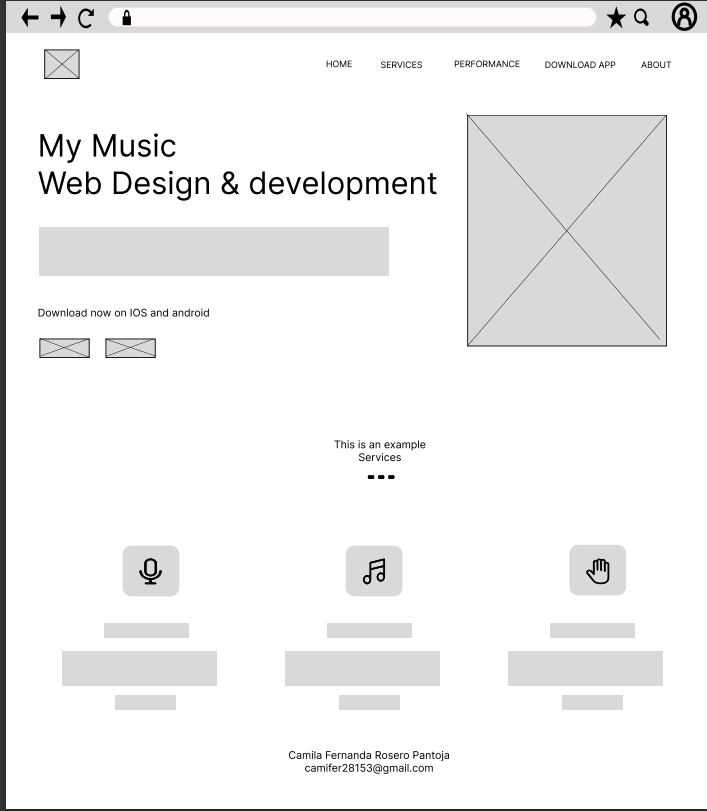 HOME SERVICES PERFORMANCE DOWNLOAD APP ABOUT
My Music
Web Design & development
Download now on IOS and android
This is an example
Services
Camila Fernanda Rosero Pantoja
camifer28153@gmail.com